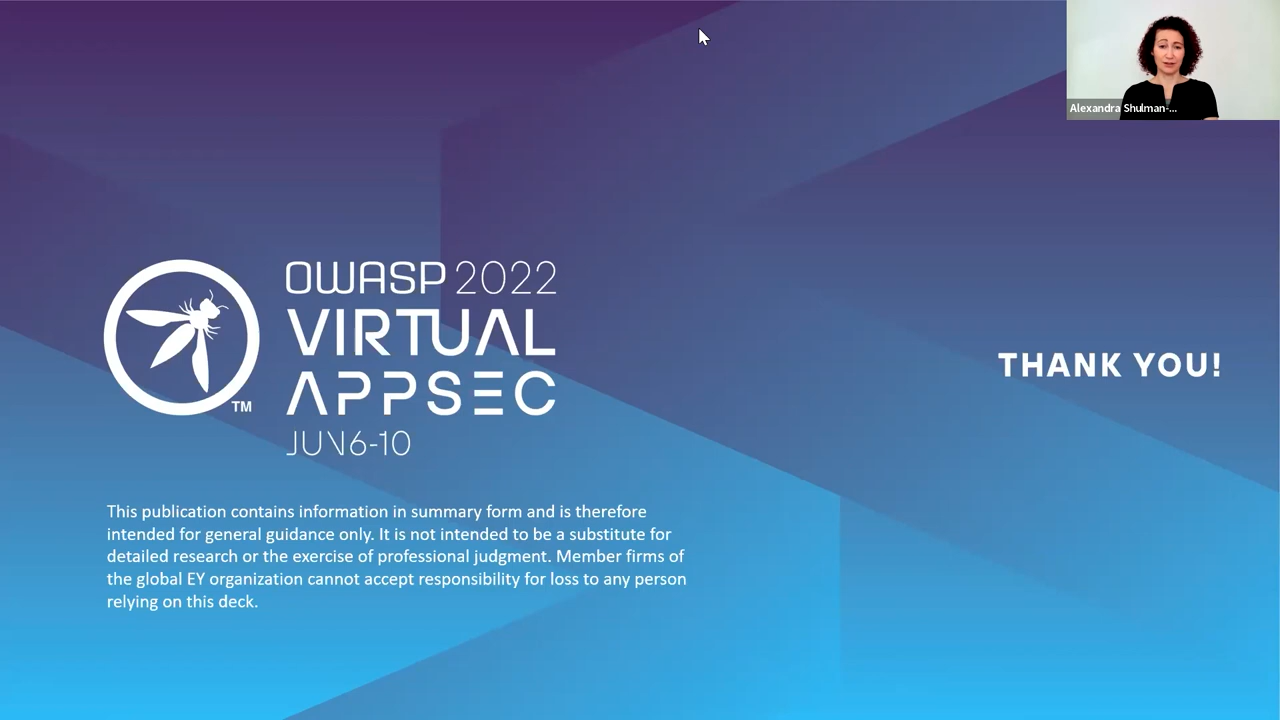 Alexandra Shulman-...
OWASP 2022
VIRTUAL
APPSEC
JUN 6-10
TM
THANK YOU!
This publication contains information in summary form and is therefore
intended for general guidance only. It is not intended to be a substitute for
detailed research or the exercise of professional judgment. Member firms of
the global EY organization cannot accept responsibility for loss to any person
relying on this deck.